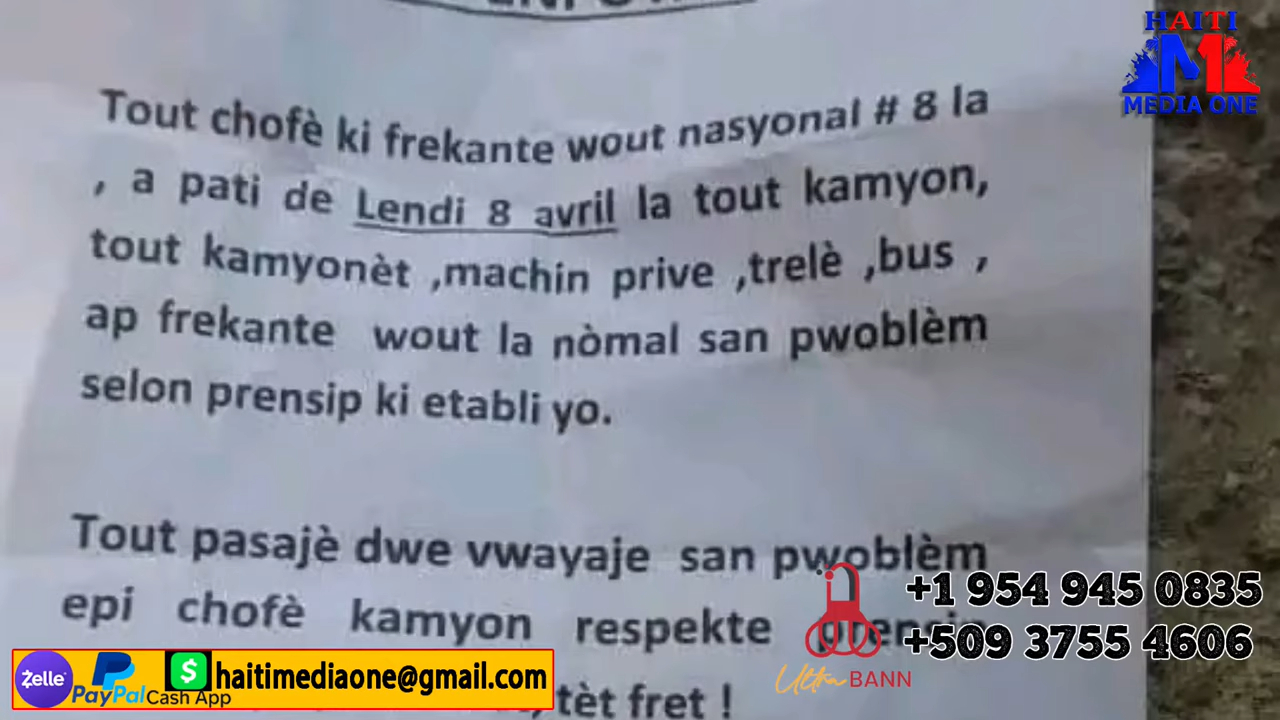 HAITI
MEDIA ONE
Tout chofè ki frekante wout nasyonal # 8 la
, a pati de Lendi 8 avril la tout kamyon,
tout kamyonèt ,machin prive ,trelè ,bus ,
ap frekante wout la nòmal san pwoblèm
selon prensip ki etabli yo.
Tout pasajè dwe vwayaje san pwoblèm
epi chofè kamyon respekte prensip
, tèt fret !
+1 954 945 0835
+509 3755 4606
Ultra BANN
Zelle PayPal $ Cash App haitimediaone@gmail.com